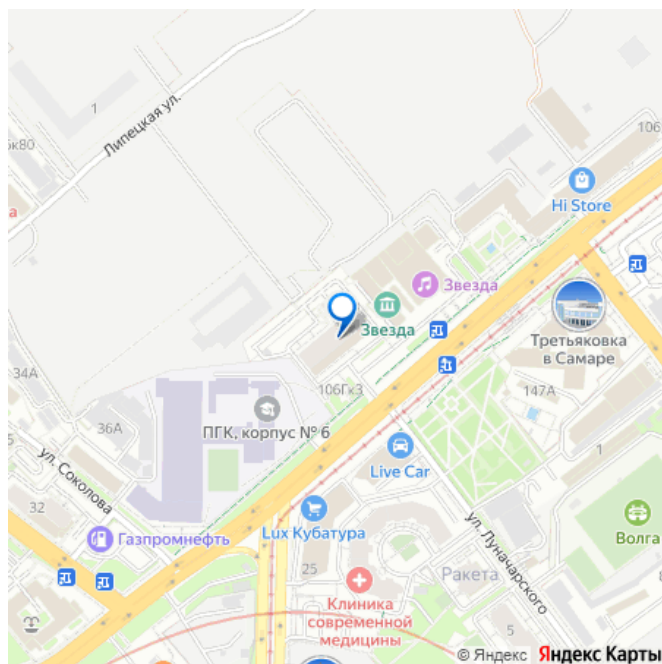 1
Липецкая ул.
6к80
106
Hi Store
Звезда
Звезда
Третьяковка
в Самаре
34А
106Гк3
147А
36А
ПГК, корпус № 6
ул. Соколова
Live Car
1
32
Газпромнефть
Lux Кубатура
Волга
ул. Луначарского
25
Ракета
Клиника
современной
медицины
5
8
а
© Яндекс Яндекс Карты